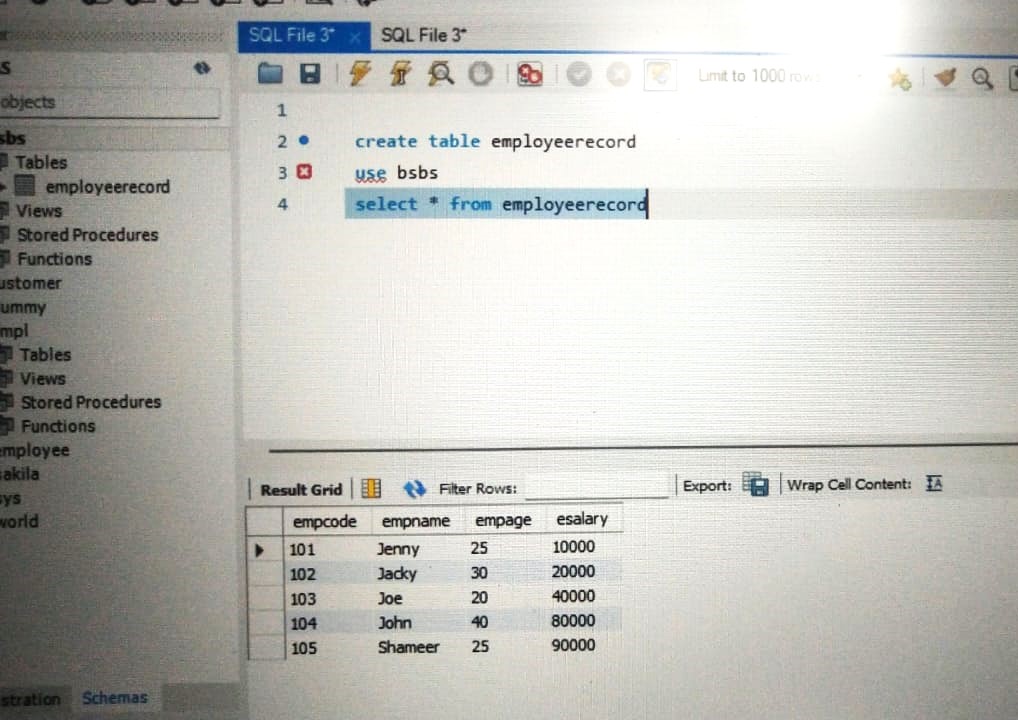 SQL File 3* × SQL File 3*
Limit to 1000 row
objects
sbs
Tables
employeerecord
Views
Stored Procedures
Functions
ustomer
ummy
mpl
Tables
Views
Stored Procedures
Functions
mployee
akila
sys
world
stration Schemas
1
2 create table employeerecord
3 use bsbs
4 select * from employeerecord
Result Grid Filter Rows: Export: Wrap Cell Content:
empcode empname empage esalary
101 Jenny 25 10000
102 Jacky 30 20000
103 Joe 20 40000
104 John 40 80000
105 Shameer 25 90000